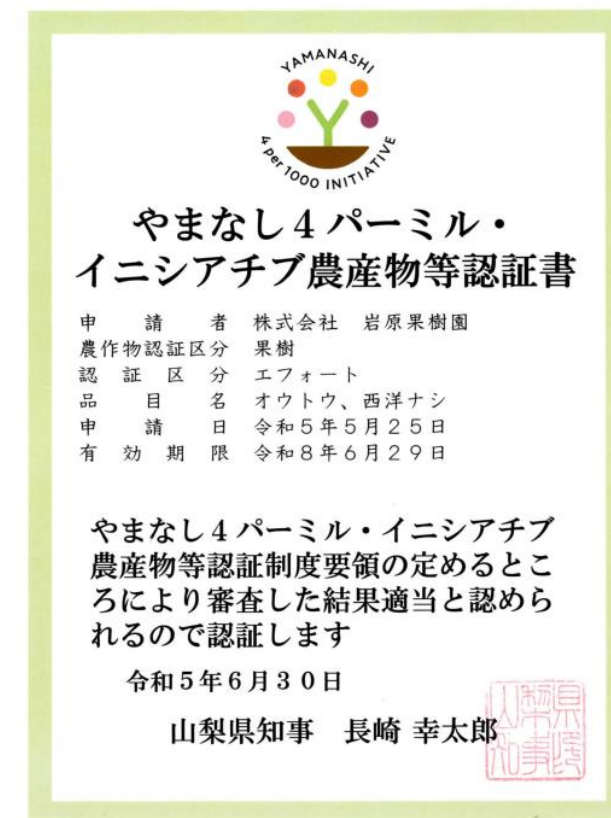 YAMANASHI
4 per 1000 INITIATIVE
やまなし４パーミル・
イニシアチブ農産物等認証書
申請者 株式会社 岩原果樹園
農作物認証区分 果樹
認証区分 エフォート
品目名 オウトウ、西洋ナシ
申請日 令和５年５月２５日
有効期限 令和８年６月２９日
やまなし４パーミル・イニシアチブ
農産物等認証制度要領の定めるとこ
ろにより審査した結果適当と認めら
れるので認証します
令和５年６月３０日
山梨県知事 長崎 幸太郎